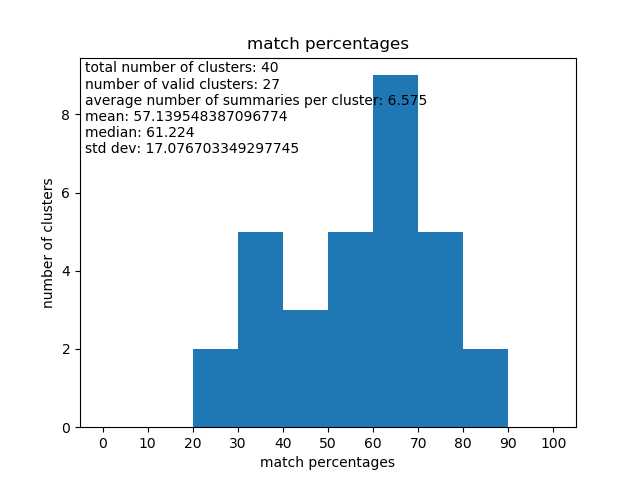 match percentages
total number of clusters: 40
number of valid clusters: 27
average number of summaries per cluster: 6.575
mean: 57.139548387096774
median: 61.224
std dev: 17.076703349297745
8
6
4
2
0
number of clusters
0 10 20 30 40 50 60 70 80 90 100
match percentages